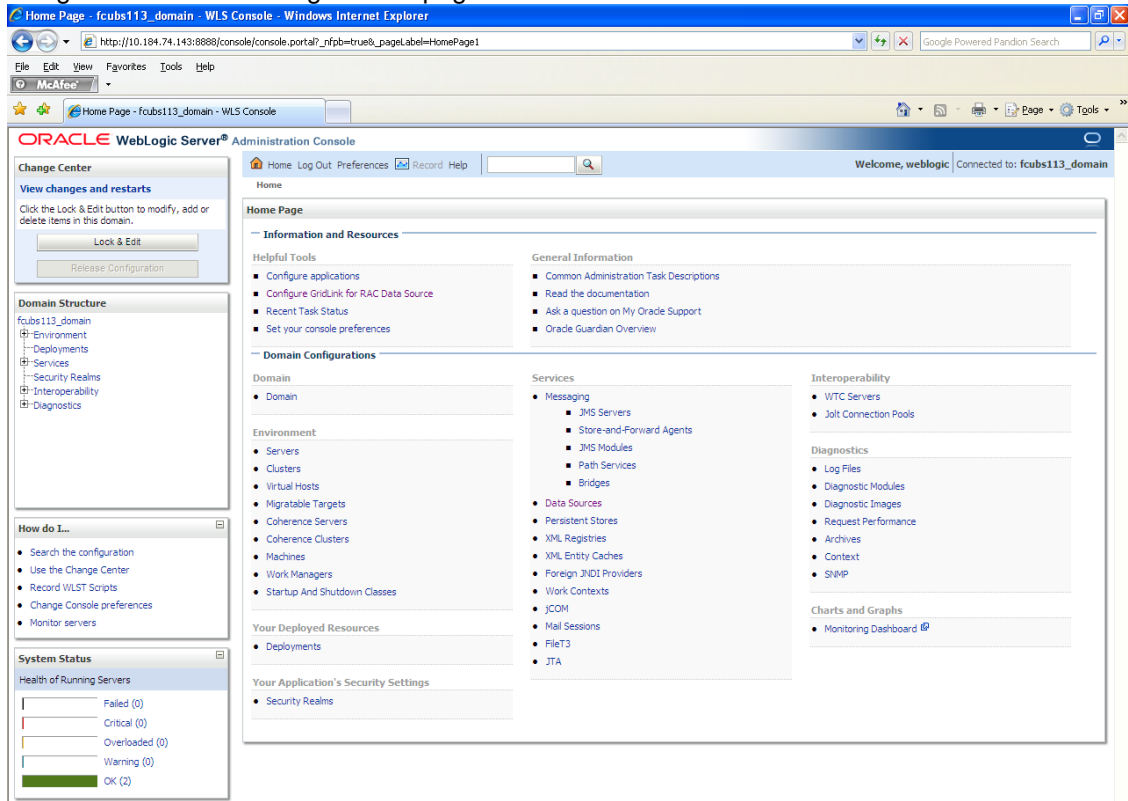 Home Page - fcubs113_domain - WLS Console - Windows Internet Explorer
http://10.184.74.143:8888/console/console.portal?_nfpb=true&_pageLabel=HomePage1
Google Powered Pandion Search
File Edit View Favorites Tools Help
McAfee
Home Page - fcubs113_domain - WLS Console
Page Tools
ORACLE WebLogic Server® Administration Console
Change Center
View changes and restarts
Click the Lock & Edit button to modify, add or
delete items in this domain.
Lock & Edit
Release Configuration
Domain Structure
fcubs113_domain
Environment
Deployments
Services
Security Realms
Interoperability
Diagnostics
How do I...
Search the configuration
Use the Change Center
Record WLST Scripts
Change Console preferences
Monitor servers
System Status
Health of Running Servers
Failed (0)
Critical (0)
Overloaded (0)
Warning (0)
OK (2)
Home Log Out Preferences Record Help
Welcome, weblogic Connected to: fcubs113_domain
Home
Home Page
Information and Resources
Helpful Tools
Configure applications
Configure GridLink for RAC Data Source
Recent Task Status
Set your console preferences
General Information
Common Administration Task Descriptions
Read the documentation
Ask a question on My Oracle Support
Oracle Guardian Overview
Domain Configurations
Domain
Domain
Environment
Servers
Clusters
Virtual Hosts
Migratable Targets
Coherence Servers
Coherence Clusters
Machines
Work Managers
Startup And Shutdown Classes
Your Deployed Resources
Deployments
Your Application's Security Settings
Security Realms
Services
Messaging
JMS Servers
Store-and-Forward Agents
JMS Modules
Path Services
Bridges
Data Sources
Persistent Stores
XML Registries
XML Entity Caches
Foreign JNDI Providers
Work Contexts
jCOM
Mail Sessions
FileT3
JTA
Interoperability
WTC Servers
Jolt Connection Pools
Diagnostics
Log Files
Diagnostic Modules
Diagnostic Images
Request Performance
Archives
Context
SNMP
Charts and Graphs
Monitoring Dashboard